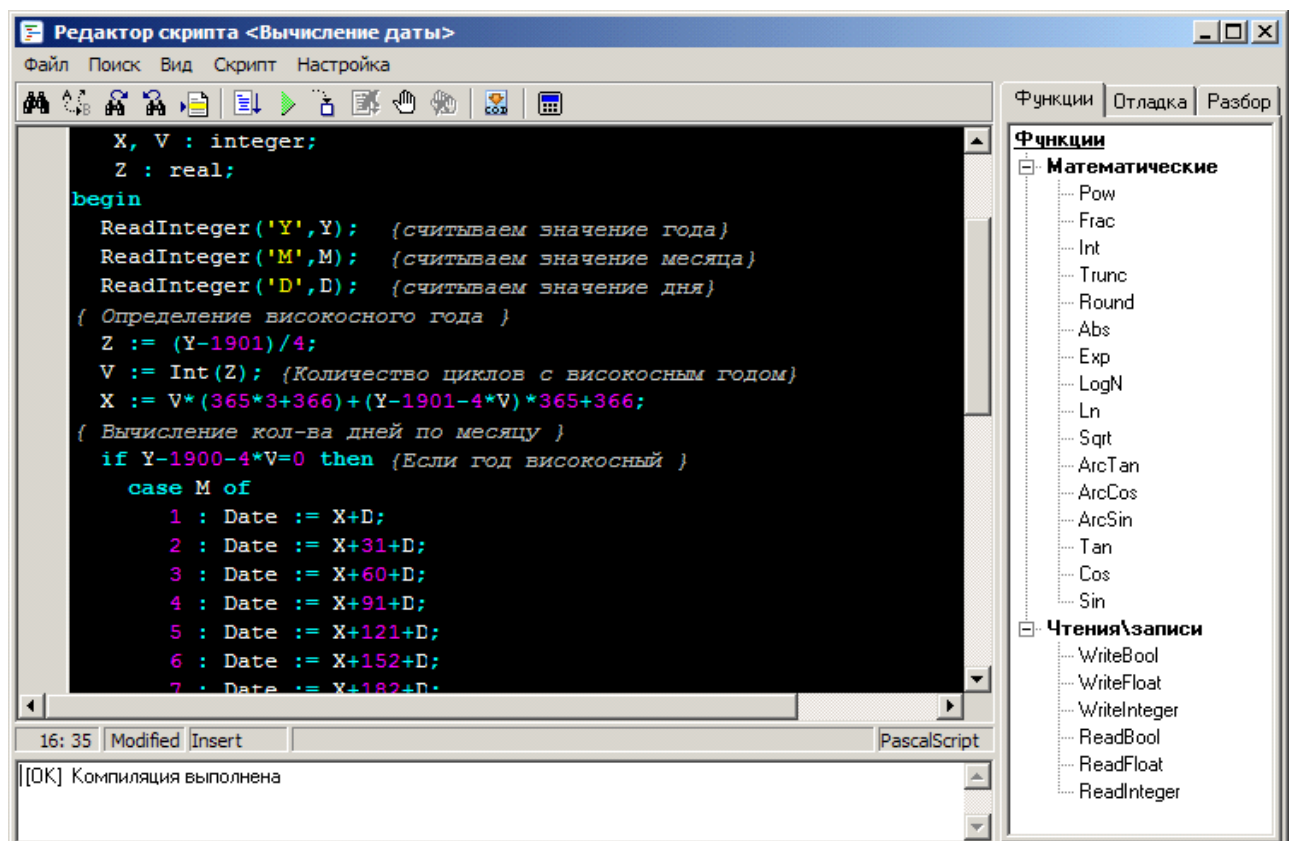 Редактор скрипта <Вычисление даты>
Файл Поиск Вид Скрипт Настройка
X, V : integer;
Z : real;
begin
ReadInteger('Y',Y); {считываем значение года}
ReadInteger('M',M); {считываем значение месяца}
ReadInteger('D',D); {считываем значение дня}
{ Определение високосного года }
Z := (Y-1901)/4;
V := Int(Z); {Количество циклов с високосным годом}
X := V*(365*3+366)+(Y-1901-4*V)*365+366;
{ Вычисление кол-ва дней по месяцу }
if Y-1900-4*V=0 then {Если год високосный }
case M of
1 : Date := X+D;
2 : Date := X+31+D;
3 : Date := X+60+D;
4 : Date := X+91+D;
5 : Date := X+121+D;
6 : Date := X+152+D;
7 : Date := X+182+D;
16: 35 Modified Insert PascalScript
[OK] Компиляция выполнена
Функции Отладка Разбор
Функции
Математические
Pow
Frac
Int
Trunc
Round
Abs
Exp
LogN
Ln
Sqrt
ArcTan
ArcCos
ArcSin
Tan
Cos
Sin
Чтения\записи
WriteBool
WriteFloat
WriteInteger
ReadBool
ReadFloat
ReadInteger